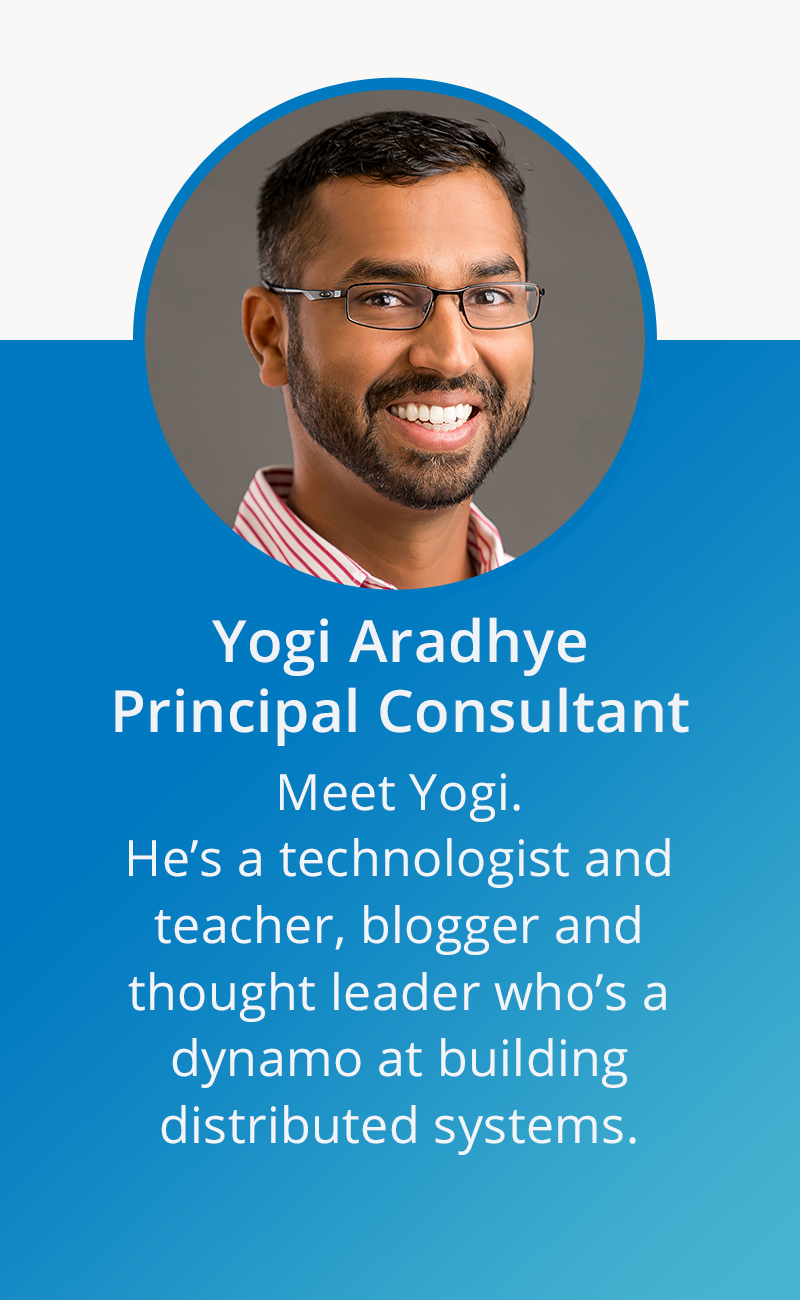 Yogi Aradhye
Principal Consultant
Meet Yogi.
He’s a technologist and
teacher, blogger and
thought leader who’s a
dynamo at building
distributed systems.